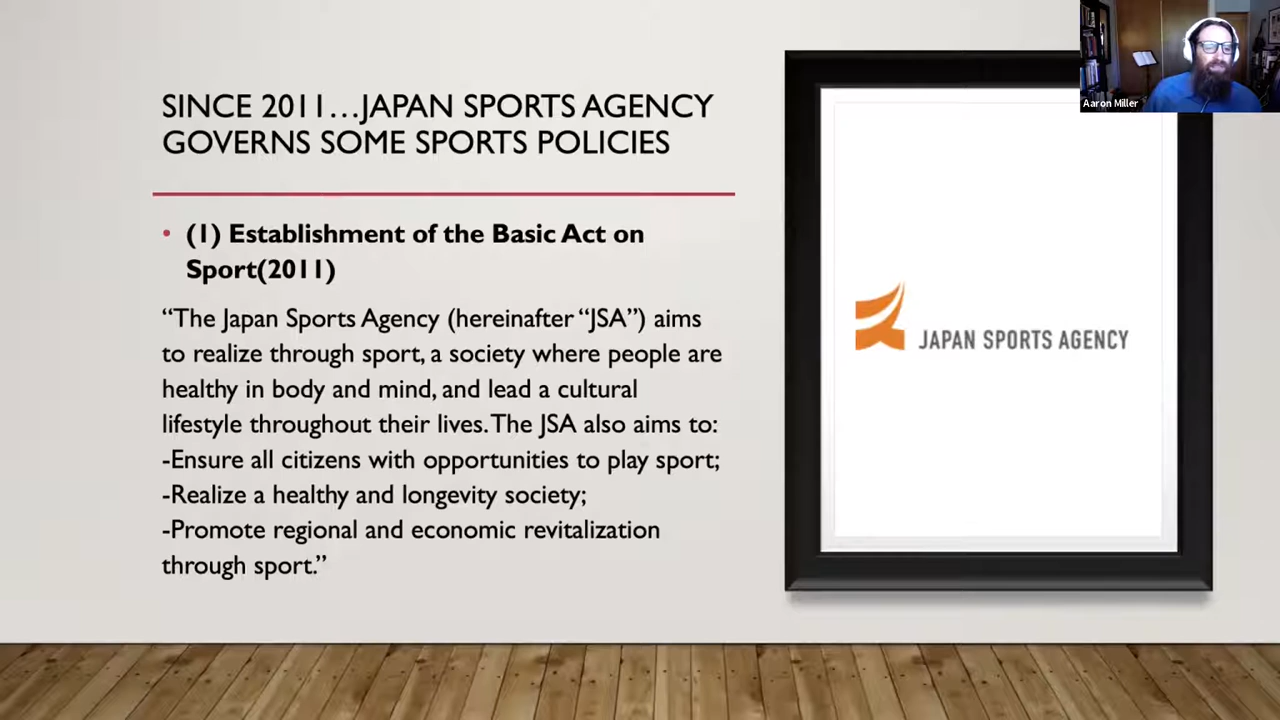 SINCE 2011…JAPAN SPORTS AGENCY
GOVERNS SOME SPORTS POLICIES
• (1) Establishment of the Basic Act on
Sport(2011)
“The Japan Sports Agency (hereinafter “JSA”) aims
to realize through sport, a society where people are
healthy in body and mind, and lead a cultural
lifestyle throughout their lives. The JSA also aims to:
-Ensure all citizens with opportunities to play sport;
-Realize a healthy and longevity society;
-Promote regional and economic revitalization
through sport.”
JAPAN SPORTS AGENCY
Aaron Miller